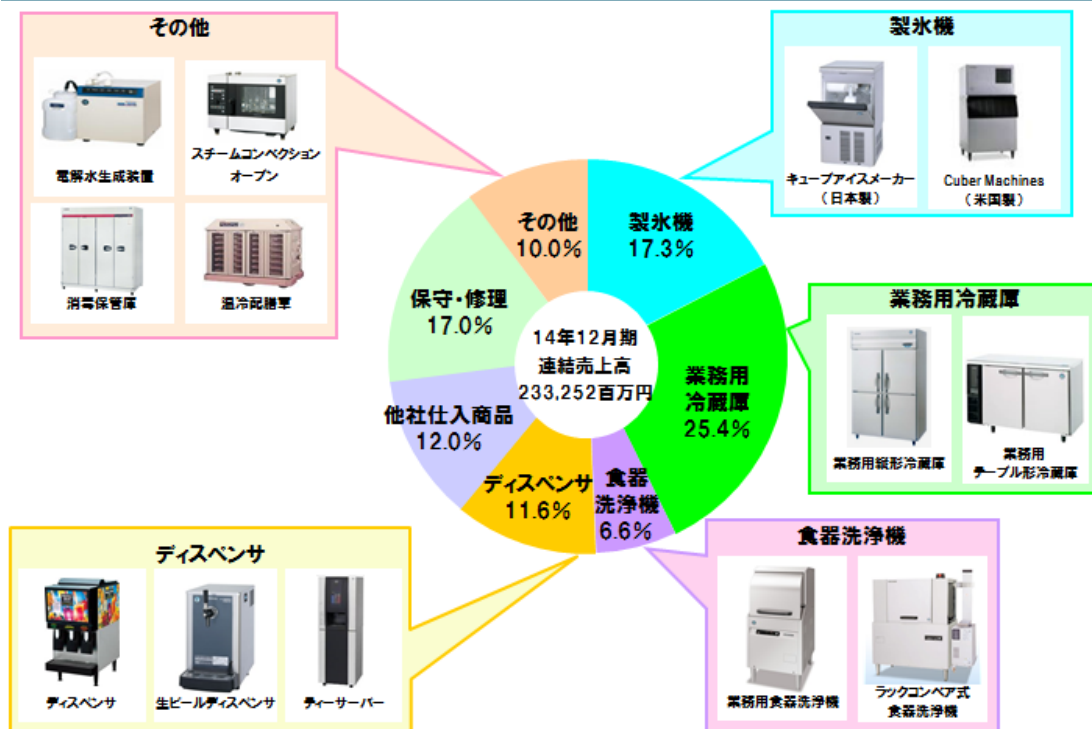 その他
電解水生成装置
スチームコンベクション
オーブン
消毒保管庫
温冷配膳車
製氷機
キューブアイスメーカー
（日本製）
Cuber Machines
（米国製）
業務用冷蔵庫
業務用縦形冷蔵庫
業務用
テーブル形冷蔵庫
その他
10.0%
製氷機
17.3%
保守・修理
17.0%
14年12月期
連結売上高
233,252百万円
業務用
冷蔵庫
25.4%
他社仕入商品
12.0%
ディスペンサ
11.6%
食器
洗浄機
6.6%
ディスペンサ
ディスペンサ
生ビールディスペンサ
ティーサーバー
食器洗浄機
業務用食器洗浄機
ラックコンベア式
食器洗浄機